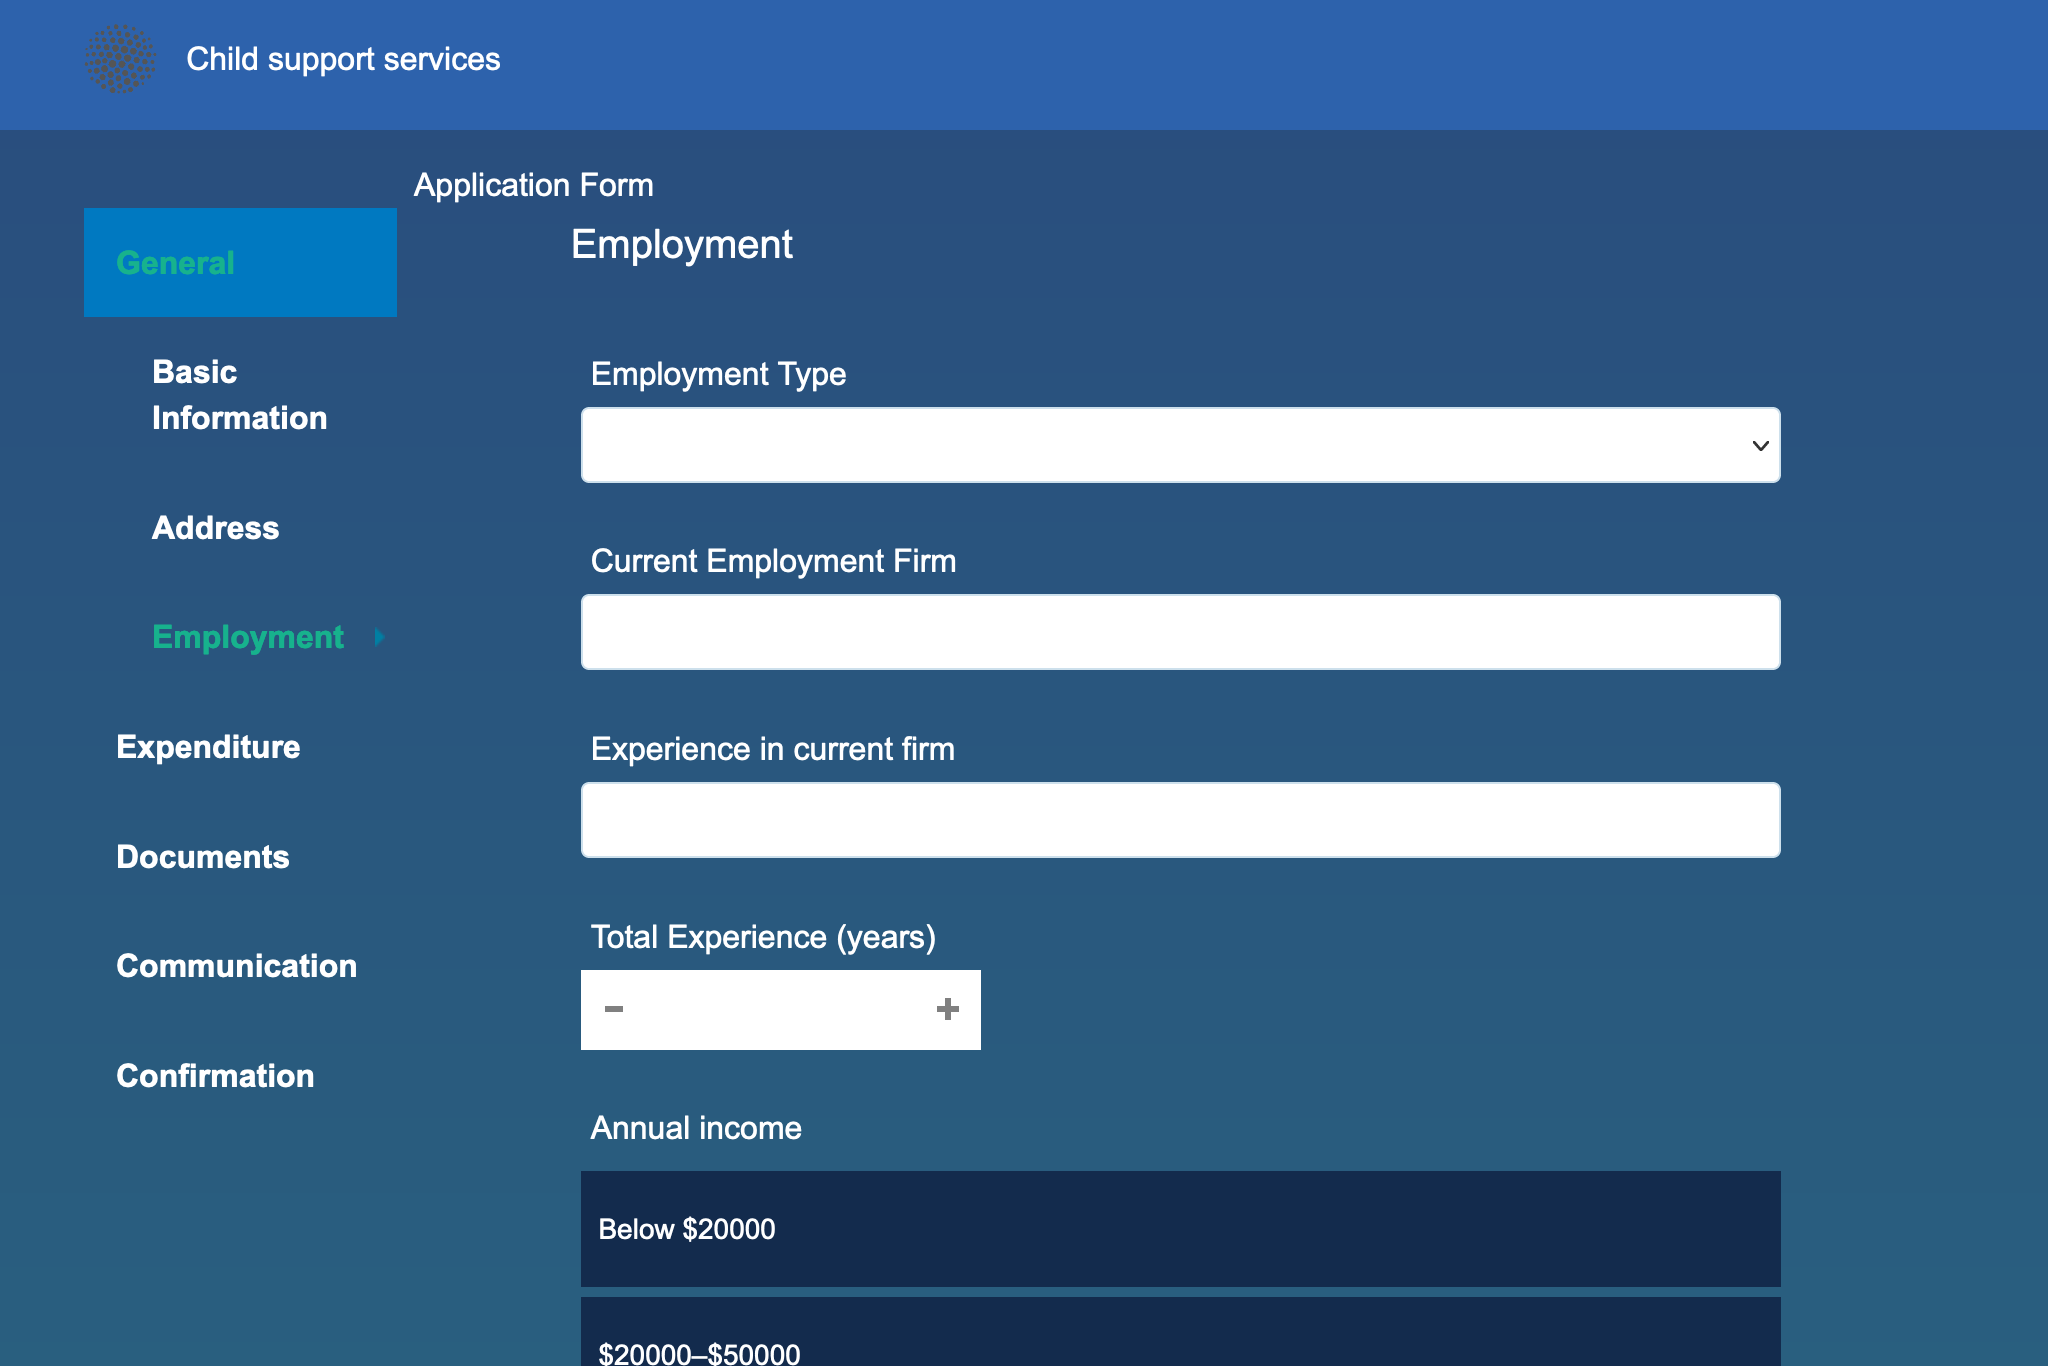 Child support services
Application Form
General
Basic
Information
Address
Employment
Expenditure
Documents
Communication
Confirmation
Employment
Employment Type
Current Employment Firm
Experience in current firm
Total Experience (years)
Annual income
Below $20000
$20000–$50000